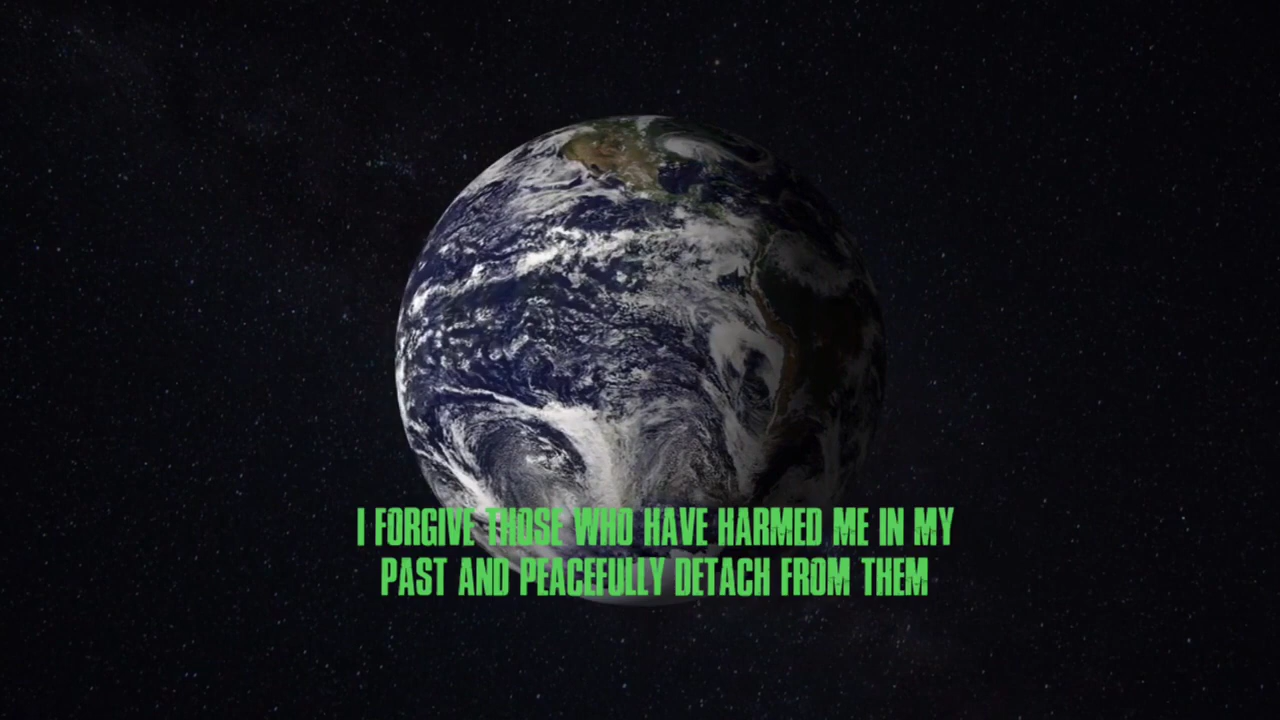 I FORGIVE THOSE WHO HAVE HARMED ME IN MY
PAST AND PEACEFULLY DETACH FROM THEM